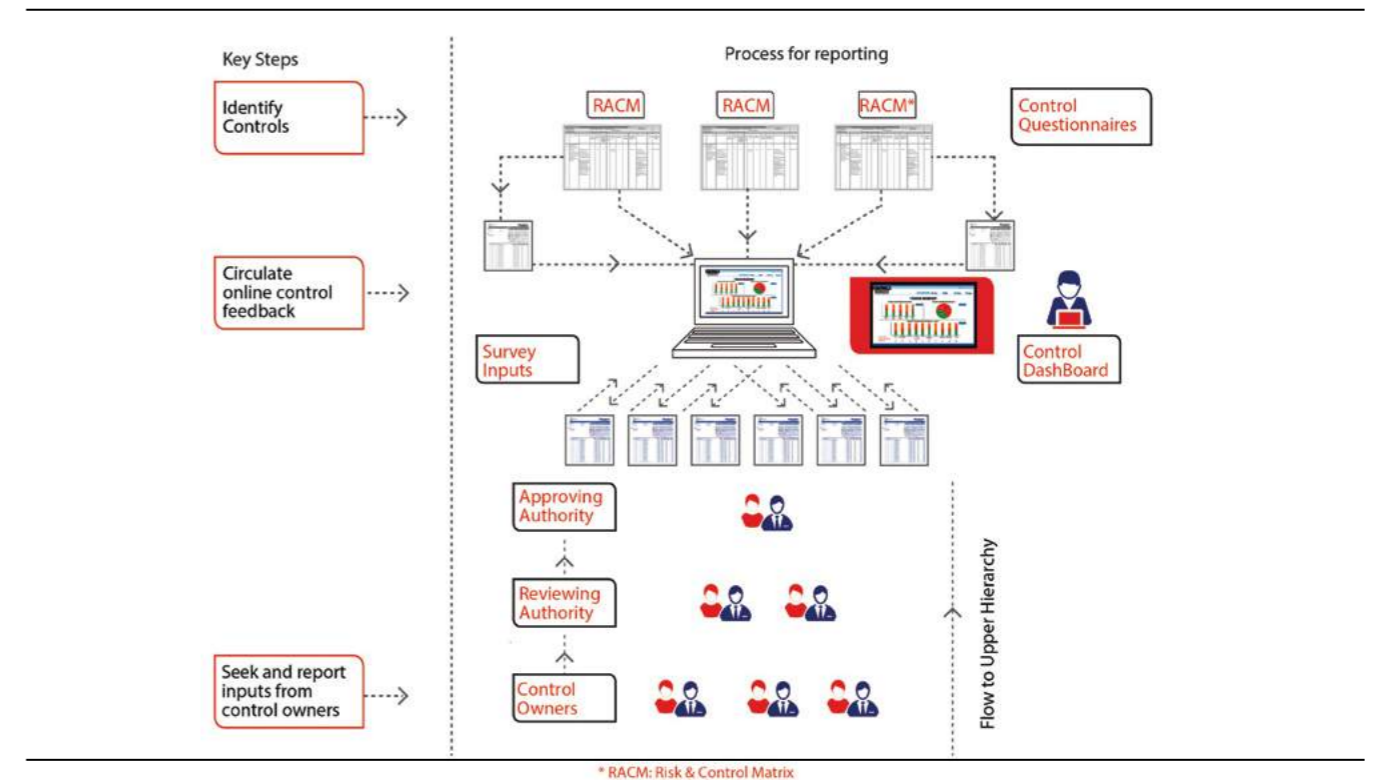 Key Steps
Process for reporting
Identify
Controls
RACM
RACM
RACM*
Control
Questionnaires
Circulate
online control
feedback
Survey
Inputs
Control
DashBoard
Approving
Authority
Reviewing
Authority
Seek and report
inputs from
control owners
Control
Owners
Flow to Upper Hierarchy
* RACM: Risk & Control Matrix